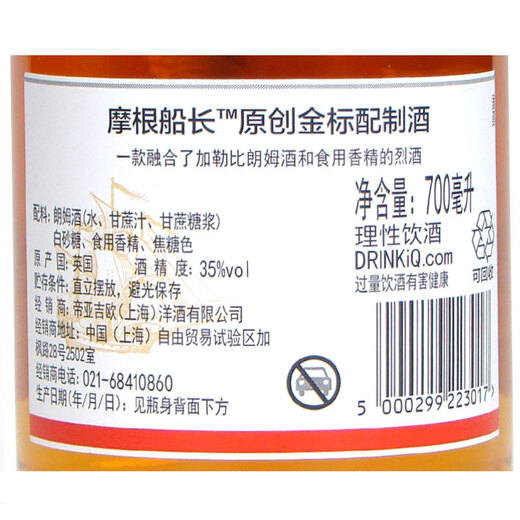 摩根船长™原创金标配制酒
一款融合了加勒比朗姆酒和食用香精的烈酒
配料：朗姆酒(水、甘蔗汁、甘蔗糖浆)
白砂糖、食用香精、焦糖色
原产国：英国 酒精度：35%vol
贮存条件：直立摆放，避光保存
经销商：帝亚吉欧(上海)洋酒有限公司
经销商地址：中国（上海）自由贸易试验区加
枫路28号2502室
经销商电话：021-68410860
生产日期(年/月/日)：见瓶身背面下方
净含量：700毫升
理性饮酒
DRINKiQ.com
过量饮酒有害健康
可回收
5 000299 223017 >